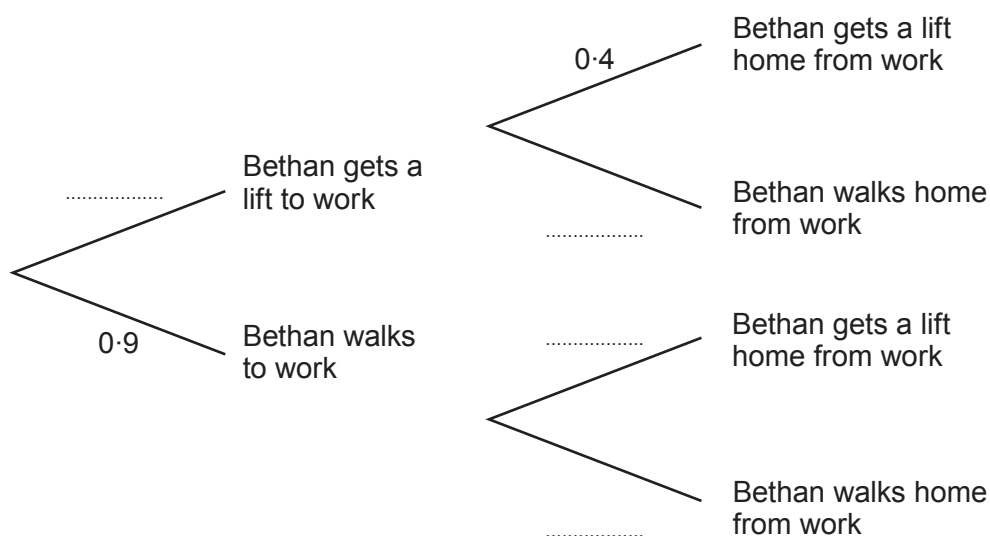 Bethan gets a lift
home from work
0·4
Bethan gets a
lift to work
..................
Bethan walks home
from work
..................
Bethan gets a lift
home from work
..................
0·9
Bethan walks
to work
Bethan walks home
from work
..................